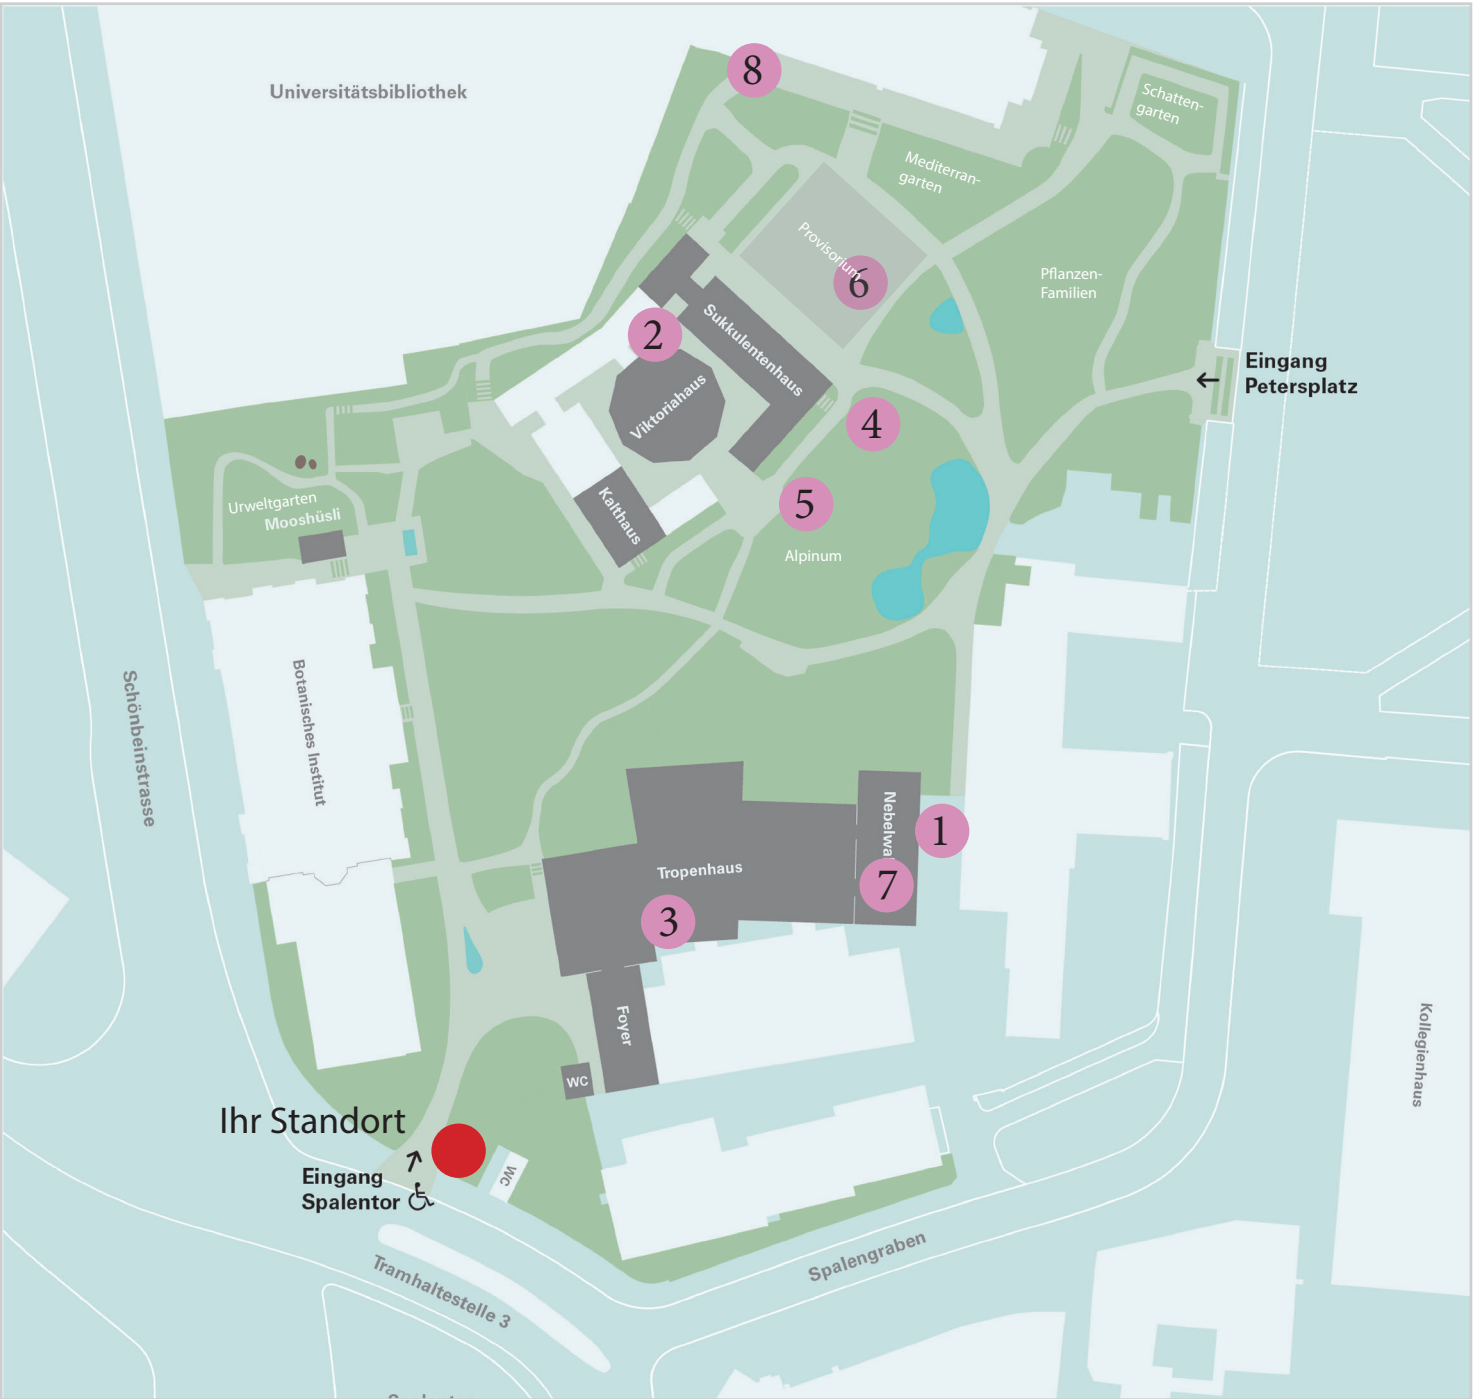 8
Universitätsbibliothek
Schatten-
garten
Mediterran-
garten
Provisorium
6
Pflanzen-
Familien
2
Sukkulentenhaus
Eingang
Petersplatz
Viktoriahaus
4
Urweltgarten
Mooshüsli
Kalthaus
5
Alpinum
Schönbeinstrasse
Botanisches Institut
Nebelwa
1
Tropenhaus
7
3
Foyer
Kollegienhaus
WC
Ihr Standort
Eingang
Spalentor
WC
Spalengraben
Tramhaltestelle 3